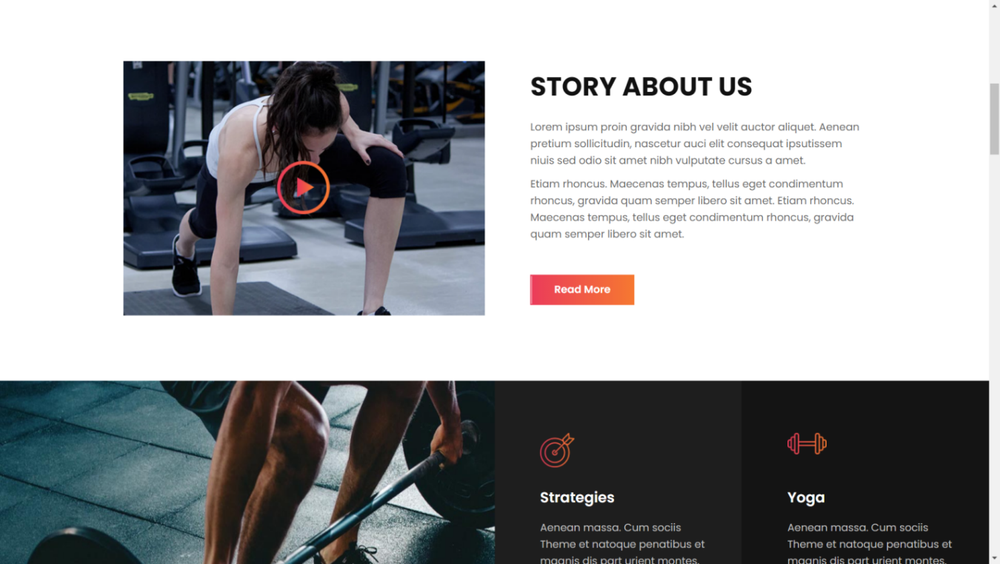 STORY ABOUT US
Lorem ipsum proin gravida nibh vel velit auctor aliquet. Aenean
pretium sollicitudin, nascetur auci elit consequat ipsutissem
niuis sed odio sit amet nibh vulputate cursus a amet.
Etiam rhoncus. Maecenas tempus, tellus eget condimentum
rhoncus, gravida quam semper libero sit amet. Etiam rhoncus.
Maecenas tempus, tellus eget condimentum rhoncus, gravida
quam semper libero sit amet.
Read More
Strategies
Aenean massa. Cum sociis
Theme et natoque penatibus et
magnis dis part urient montes.
Yoga
Aenean massa. Cum sociis
Theme et natoque penatibus et
magnis dis part urient montes.